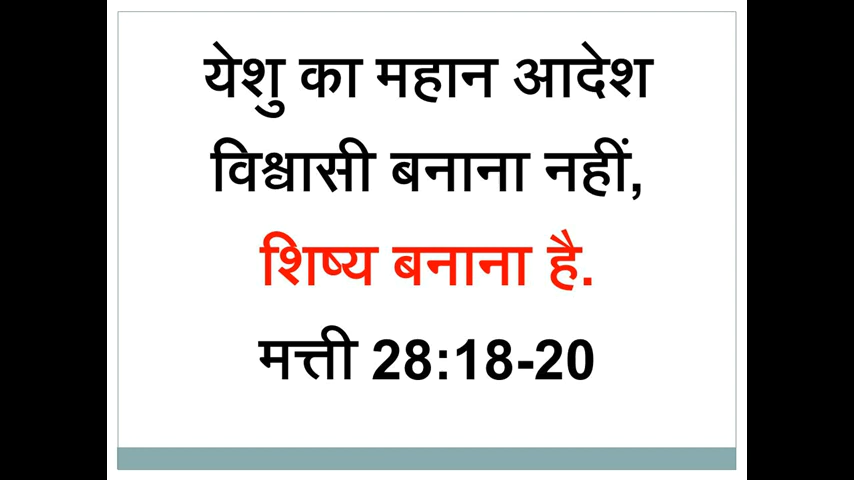 येशु का महान आदेश
विश्वासी बनाना नहीं,
शिष्य बनाना है.
मत्ती 28:18-20